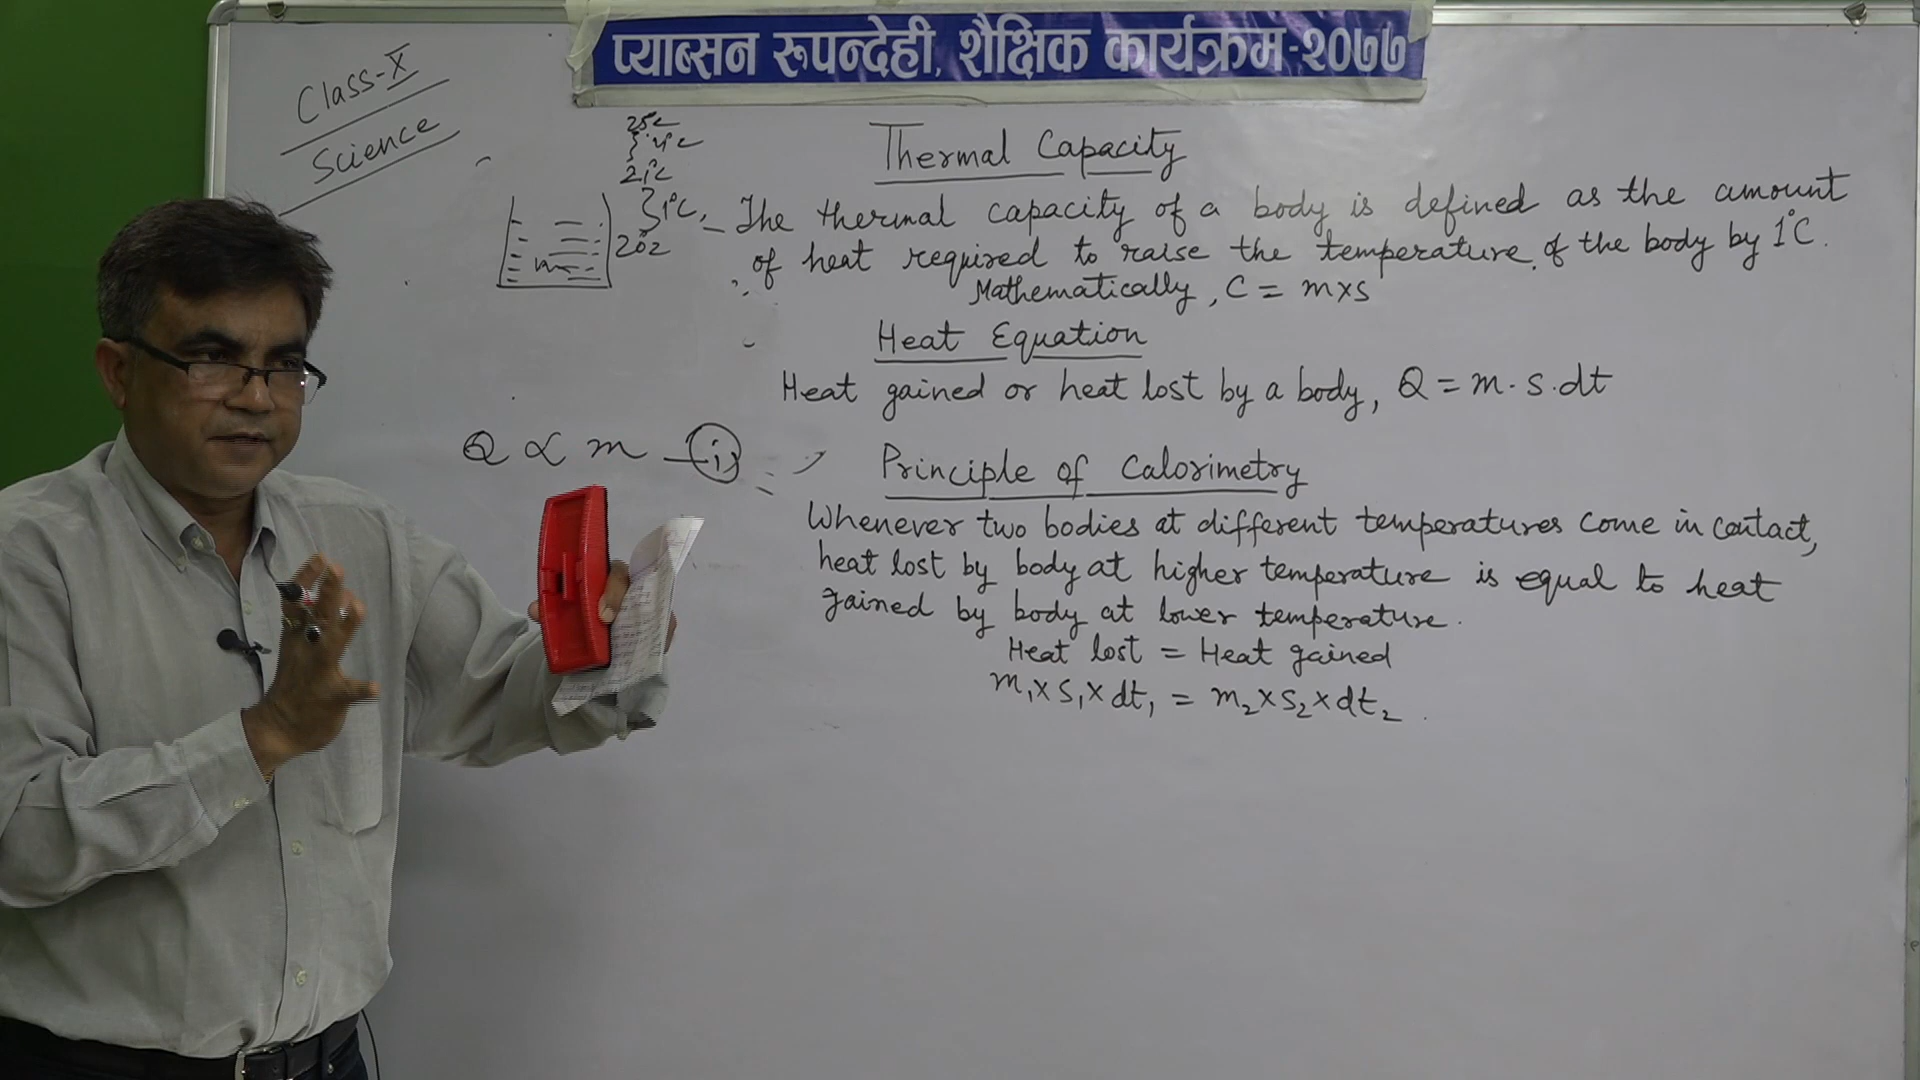 प्याब्सन रूपन्देही, शैक्षिक कार्यक्रम-२०७७
Class-X
Science
25°C
21°C
1°C
Thermal Capacity
The thermal capacity of a body is defined as the amount
of heat required to raise the temperature of the body by 1°C.
Mathematically, C = m×s
Heat Equation
Heat gained or heat lost by a body, Q = m·s·dt
Q ∝ m — (i)
Principle of Calorimetry
Whenever two bodies at different temperatures come in contact,
heat lost by body at higher temperature is equal to heat
gained by body at lower temperature.
Heat lost = Heat gained
m₁×s₁×dt₁ = m₂×s₂×dt₂